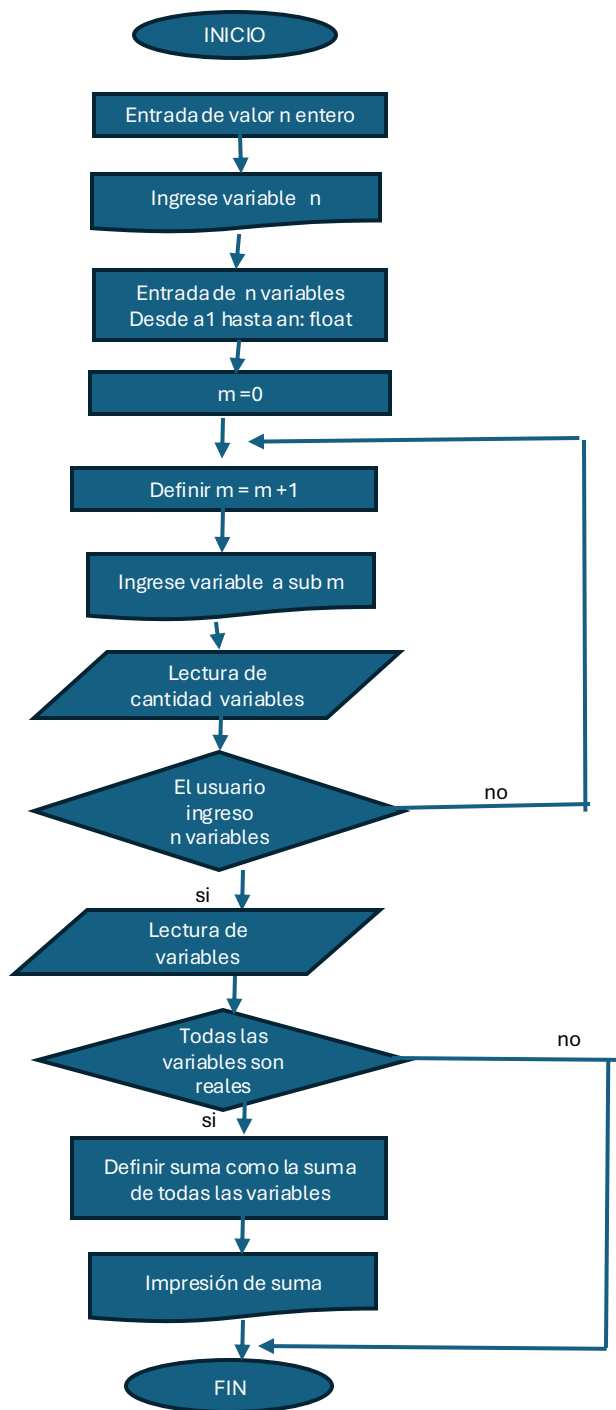 INICIO
Entrada de valor n entero
Ingrese variable n
Entrada de n variables
Desde a1 hasta an: float
m =0
Definir m = m +1
Ingrese variable a sub m
Lectura de
cantidad variables
El usuario
ingreso
n variables
no
si
Lectura de
variables
Todas las
variables son
reales
no
si
Definir suma como la suma
de todas las variables
Impresión de suma
FIN